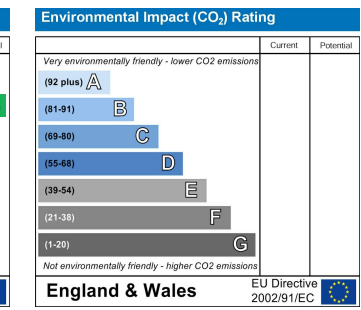 Environmental Impact (CO₂) Rating
Current Potential
Very environmentally friendly - lower CO2 emissions
(92 plus) A
(81-91) B
(69-80) C
(55-68) D
(39-54) E
(21-38) F
(1-20) G
Not environmentally friendly - higher CO2 emissions
England & Wales
EU Directive
2002/91/EC